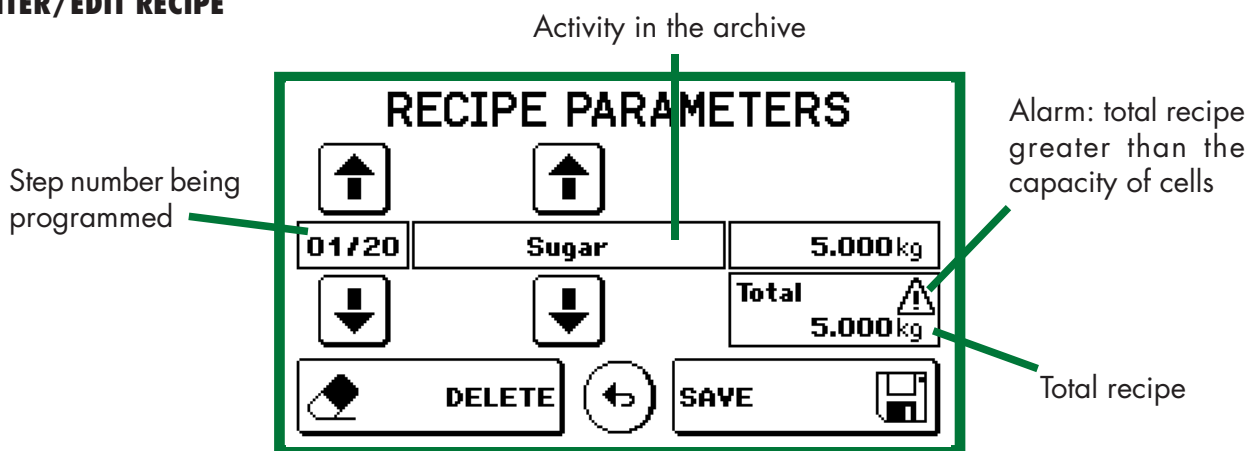 /EDIT RECIPE
Activity in the archive
RECIPE PARAMETERS
Alarm: total recipe
greater than the
capacity of cells
Step number being
programmed
01/20
Sugar
5.000kg
Total
5.000kg
Total recipe
DELETE
SAVE